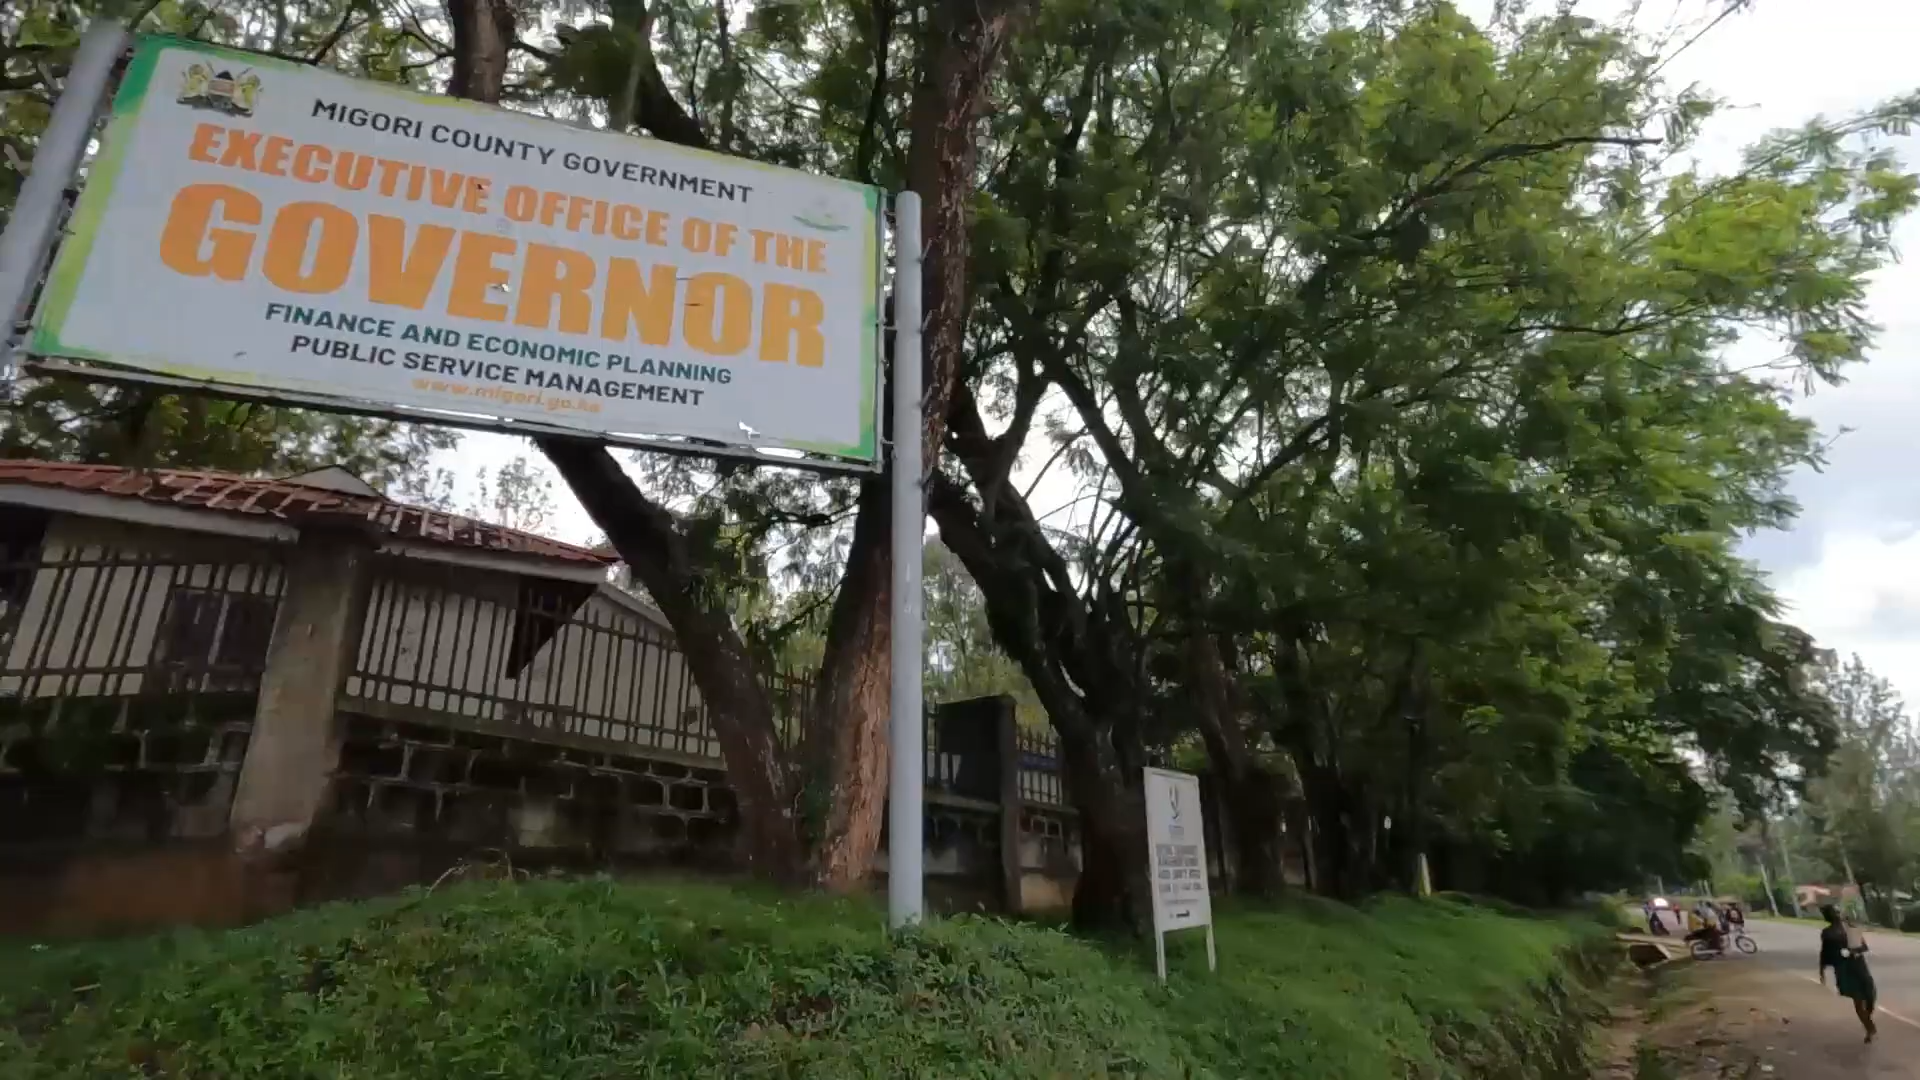 MIGORI COUNTY GOVERNMENT
EXECUTIVE OFFICE OF THE
GOVERNOR
FINANCE AND ECONOMIC PLANNING
PUBLIC SERVICE MANAGEMENT
www.migori.go.ke